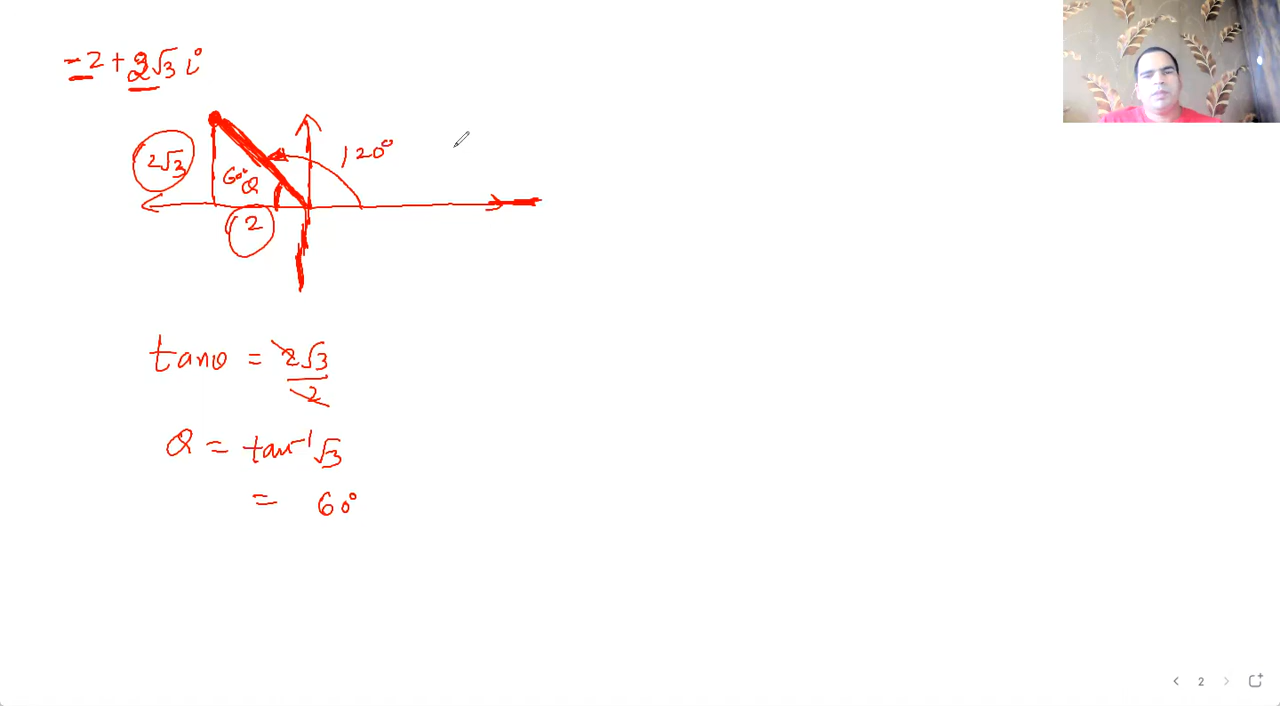 -2 + 2√3 i
2√3
60°
θ
120°
2
tanθ = 2√3/2
θ = tan⁻¹ √3
= 60°
2